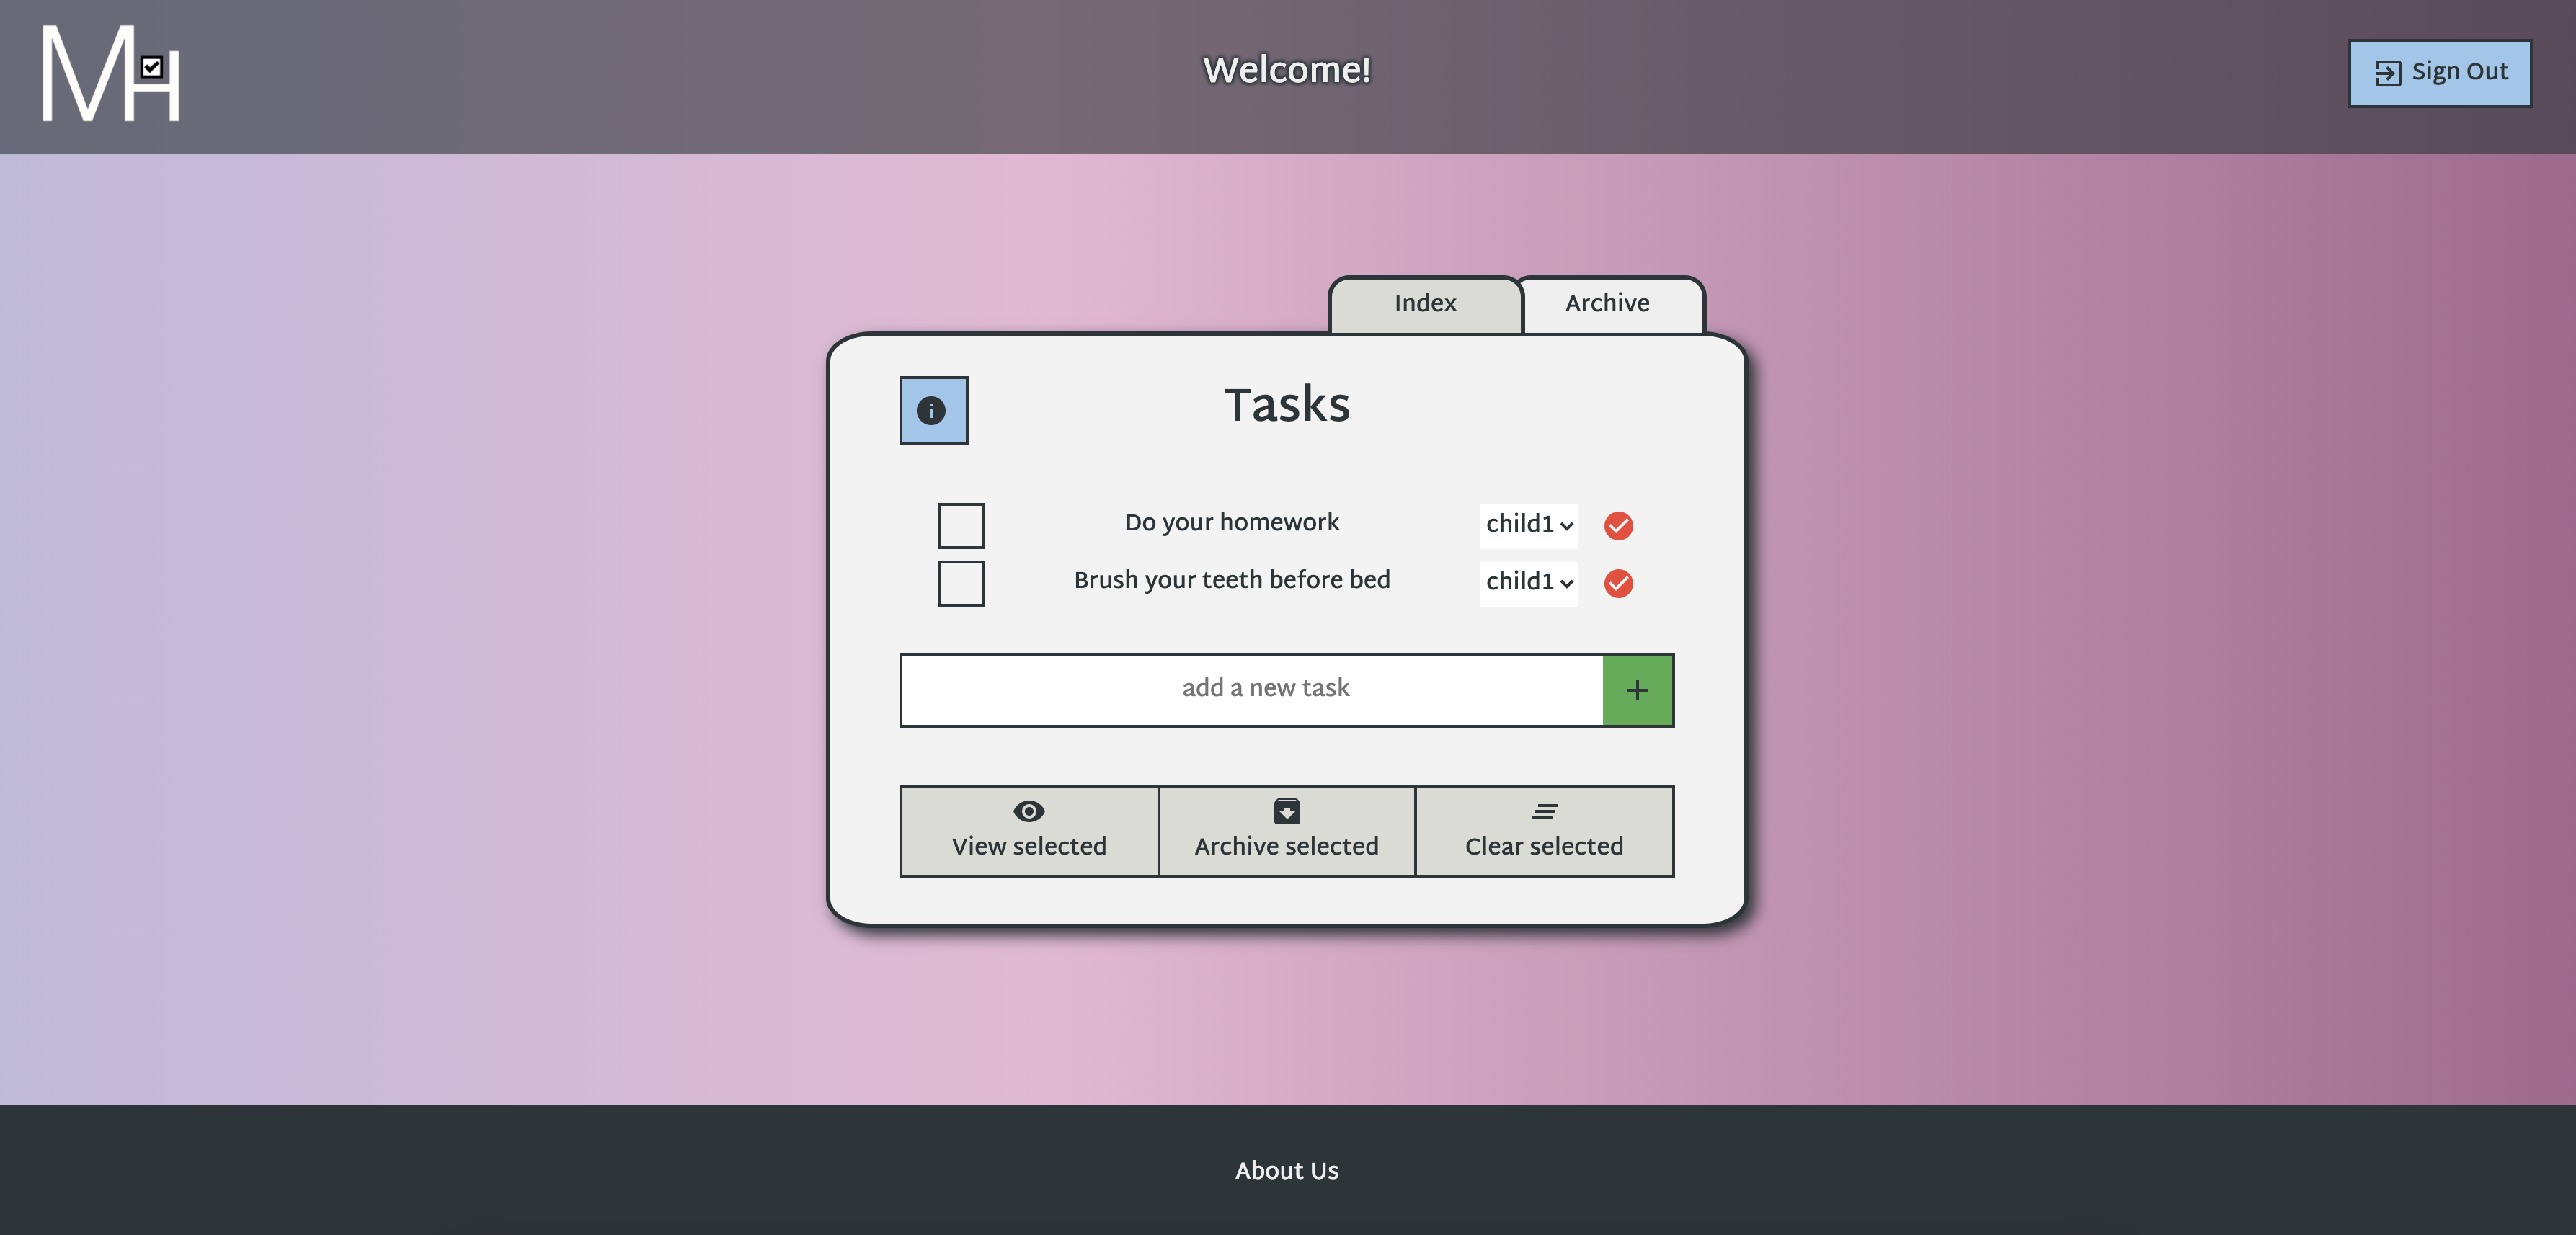 MH
Welcome!
Sign Out
Index
Archive
Tasks
Do your homework
child1
Brush your teeth before bed
child1
add a new task
View selected
Archive selected
Clear selected
About Us